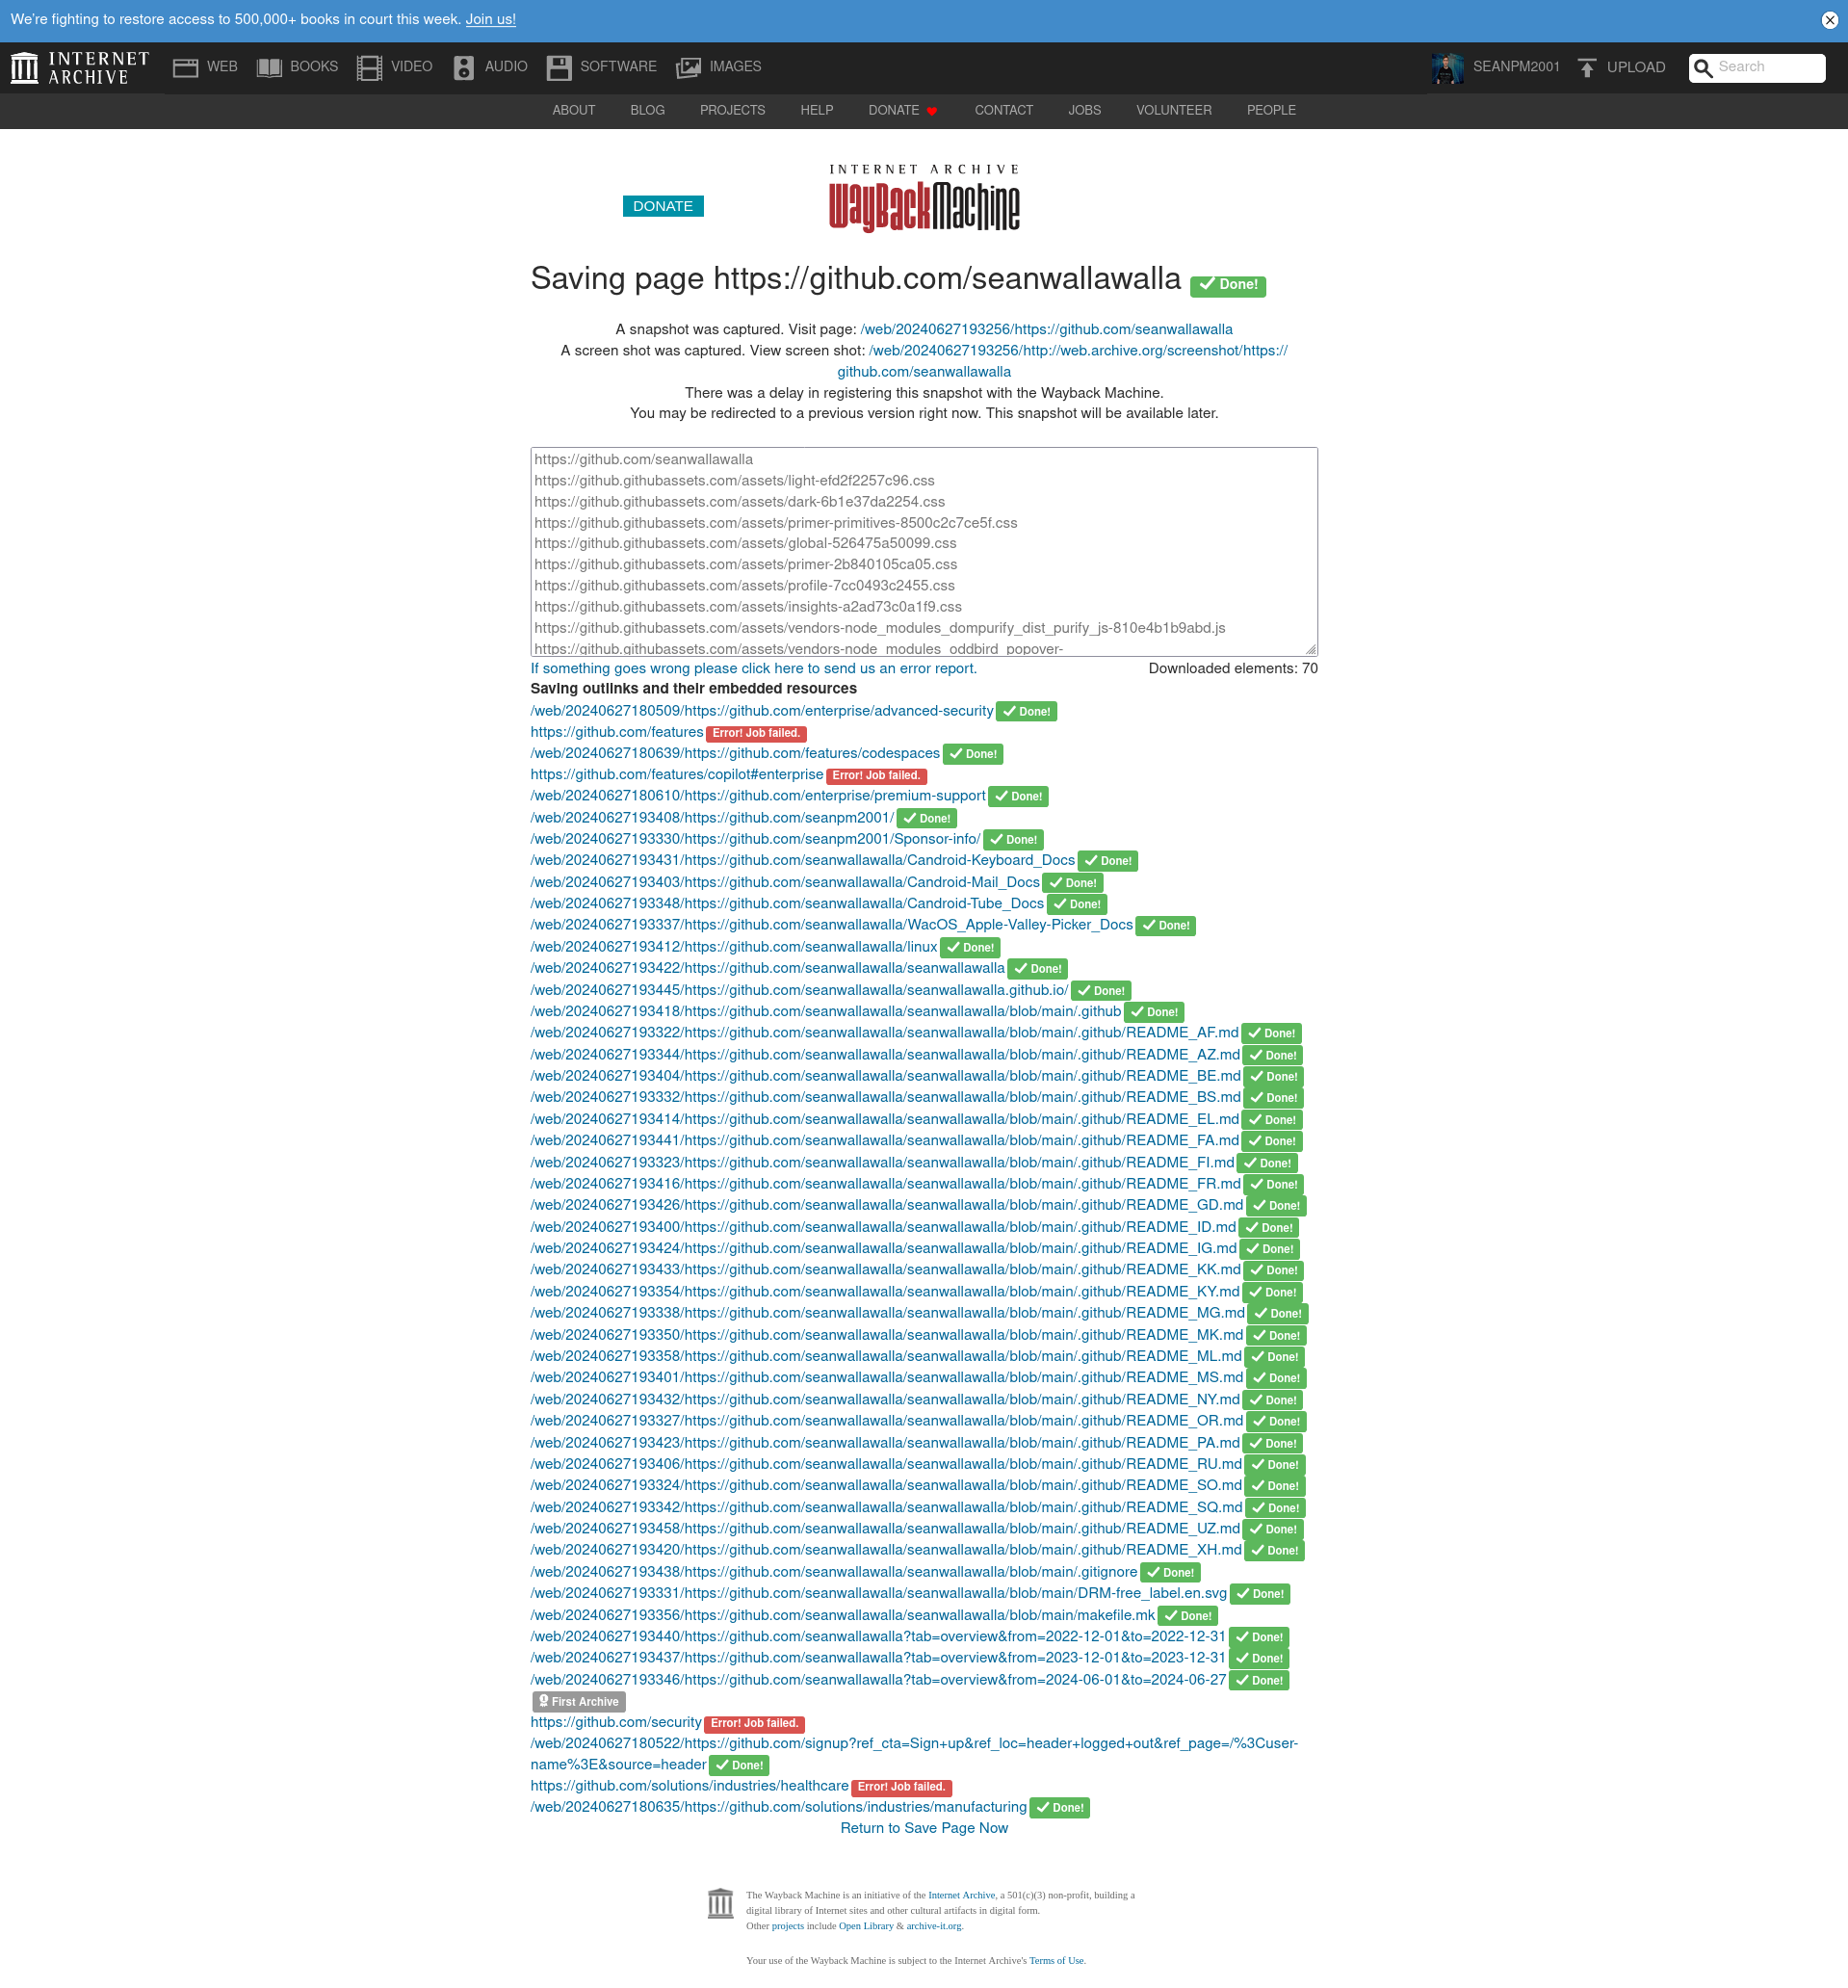 We're fighting to restore access to 500,000+ books in court this week. Join us!
INTERNET ARCHIVE WEB BOOKS VIDEO AUDIO SOFTWARE IMAGES SEANPM2001 UPLOAD Search
ABOUT BLOG PROJECTS HELP DONATE CONTACT JOBS VOLUNTEER PEOPLE
INTERNET ARCHIVE
DONATE WayBackMachine
Saving page https://github.com/seanwallawalla Done!
A snapshot was captured. Visit page: /web/20240627193256/https://github.com/seanwallawalla
A screen shot was captured. View screen shot: /web/20240627193256/http://web.archive.org/screenshot/https://
github.com/seanwallawalla
There was a delay in registering this snapshot with the Wayback Machine.
You may be redirected to a previous version right now. This snapshot will be available later.
https://github.com/seanwallawalla
https://github.githubassets.com/assets/light-efd2f2257c96.css
https://github.githubassets.com/assets/dark-6b1e37da2254.css
https://github.githubassets.com/assets/primer-primitives-8500c2c7ce5f.css
https://github.githubassets.com/assets/global-526475a50099.css
https://github.githubassets.com/assets/primer-2b840105ca05.css
https://github.githubassets.com/assets/profile-7cc0493c2455.css
https://github.githubassets.com/assets/insights-a2ad73c0a1f9.css
https://github.githubassets.com/assets/vendors-node_modules_dompurify_dist_purify_js-810e4b1b9abd.js
https://github.githubassets.com/assets/vendors-node_modules_oddbird_popover-
If something goes wrong please click here to send us an error report. Downloaded elements: 70
Saving outlinks and their embedded resources
/web/20240627180509/https://github.com/enterprise/advanced-security Done!
https://github.com/features Error! Job failed.
/web/20240627180639/https://github.com/features/codespaces Done!
https://github.com/features/copilot#enterprise Error! Job failed.
/web/20240627180610/https://github.com/enterprise/premium-support Done!
/web/20240627193408/https://github.com/seanpm2001/ Done!
/web/20240627193330/https://github.com/seanpm2001/Sponsor-info/ Done!
/web/20240627193431/https://github.com/seanwallawalla/Candroid-Keyboard_Docs Done!
/web/20240627193403/https://github.com/seanwallawalla/Candroid-Mail_Docs Done!
/web/20240627193348/https://github.com/seanwallawalla/Candroid-Tube_Docs Done!
/web/20240627193337/https://github.com/seanwallawalla/WacOS_Apple-Valley-Picker_Docs Done!
/web/20240627193412/https://github.com/seanwallawalla/linux Done!
/web/20240627193422/https://github.com/seanwallawalla/seanwallawalla Done!
/web/20240627193445/https://github.com/seanwallawalla/seanwallawalla.github.io/ Done!
/web/20240627193418/https://github.com/seanwallawalla/seanwallawalla/blob/main/.github Done!
/web/20240627193322/https://github.com/seanwallawalla/seanwallawalla/blob/main/.github/README_AF.md Done!
/web/20240627193344/https://github.com/seanwallawalla/seanwallawalla/blob/main/.github/README_AZ.md Done!
/web/20240627193404/https://github.com/seanwallawalla/seanwallawalla/blob/main/.github/README_BE.md Done!
/web/20240627193332/https://github.com/seanwallawalla/seanwallawalla/blob/main/.github/README_BS.md Done!
/web/20240627193414/https://github.com/seanwallawalla/seanwallawalla/blob/main/.github/README_EL.md Done!
/web/20240627193441/https://github.com/seanwallawalla/seanwallawalla/blob/main/.github/README_FA.md Done!
/web/20240627193323/https://github.com/seanwallawalla/seanwallawalla/blob/main/.github/README_FI.md Done!
/web/20240627193416/https://github.com/seanwallawalla/seanwallawalla/blob/main/.github/README_FR.md Done!
/web/20240627193426/https://github.com/seanwallawalla/seanwallawalla/blob/main/.github/README_GD.md Done!
/web/20240627193400/https://github.com/seanwallawalla/seanwallawalla/blob/main/.github/README_ID.md Done!
/web/20240627193424/https://github.com/seanwallawalla/seanwallawalla/blob/main/.github/README_IG.md Done!
/web/20240627193433/https://github.com/seanwallawalla/seanwallawalla/blob/main/.github/README_KK.md Done!
/web/20240627193354/https://github.com/seanwallawalla/seanwallawalla/blob/main/.github/README_KY.md Done!
/web/20240627193338/https://github.com/seanwallawalla/seanwallawalla/blob/main/.github/README_MG.md Done!
/web/20240627193350/https://github.com/seanwallawalla/seanwallawalla/blob/main/.github/README_MK.md Done!
/web/20240627193358/https://github.com/seanwallawalla/seanwallawalla/blob/main/.github/README_ML.md Done!
/web/20240627193401/https://github.com/seanwallawalla/seanwallawalla/blob/main/.github/README_MS.md Done!
/web/20240627193432/https://github.com/seanwallawalla/seanwallawalla/blob/main/.github/README_NY.md Done!
/web/20240627193327/https://github.com/seanwallawalla/seanwallawalla/blob/main/.github/README_OR.md Done!
/web/20240627193423/https://github.com/seanwallawalla/seanwallawalla/blob/main/.github/README_PA.md Done!
/web/20240627193406/https://github.com/seanwallawalla/seanwallawalla/blob/main/.github/README_RU.md Done!
/web/20240627193324/https://github.com/seanwallawalla/seanwallawalla/blob/main/.github/README_SO.md Done!
/web/20240627193342/https://github.com/seanwallawalla/seanwallawalla/blob/main/.github/README_SQ.md Done!
/web/20240627193458/https://github.com/seanwallawalla/seanwallawalla/blob/main/.github/README_UZ.md Done!
/web/20240627193420/https://github.com/seanwallawalla/seanwallawalla/blob/main/.github/README_XH.md Done!
/web/20240627193438/https://github.com/seanwallawalla/seanwallawalla/blob/main/.gitignore Done!
/web/20240627193331/https://github.com/seanwallawalla/seanwallawalla/blob/main/DRM-free_label.en.svg Done!
/web/20240627193356/https://github.com/seanwallawalla/seanwallawalla/blob/main/makefile.mk Done!
/web/20240627193440/https://github.com/seanwallawalla?tab=overview&from=2022-12-01&to=2022-12-31 Done!
/web/20240627193437/https://github.com/seanwallawalla?tab=overview&from=2023-12-01&to=2023-12-31 Done!
/web/20240627193346/https://github.com/seanwallawalla?tab=overview&from=2024-06-01&to=2024-06-27 Done!
First Archive
https://github.com/security Error! Job failed.
/web/20240627180522/https://github.com/signup?ref_cta=Sign+up&ref_loc=header+logged+out&ref_page=/%3Cuser-
name%3E&source=header Done!
https://github.com/solutions/industries/healthcare Error! Job failed.
/web/20240627180635/https://github.com/solutions/industries/manufacturing Done!
Return to Save Page Now
The Wayback Machine is an initiative of the Internet Archive, a 501(c)(3) non-profit, building a
digital library of Internet sites and other cultural artifacts in digital form.
Other projects include Open Library & archive-it.org.
Your use of the Wayback Machine is subject to the Internet Archive's Terms of Use.